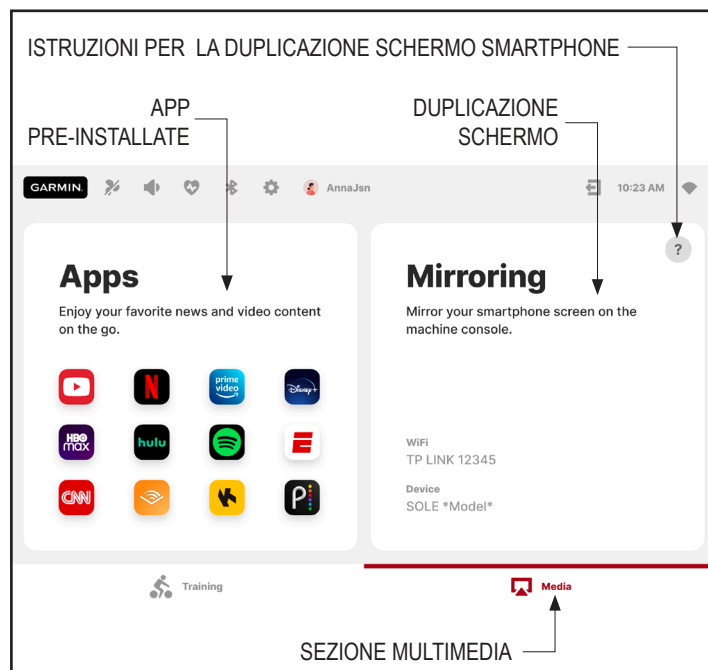 ISTRUZIONI PER LA DUPLICAZIONE SCHERMO SMARTPHONE
APP
PRE-INSTALLATE
DUPLICAZIONE
SCHERMO
GARMIN. AnnaJsn 10:23 AM
Apps
Enjoy your favorite news and video content
on the go.
prime
video
Disney+
HBO
max
hulu
E
CNN
P
Mirroring
?
Mirror your smartphone screen on the
machine console.
WiFi
TP LINK 12345
Device
SOLE *Model*
Training
Media
SEZIONE MULTIMEDIA